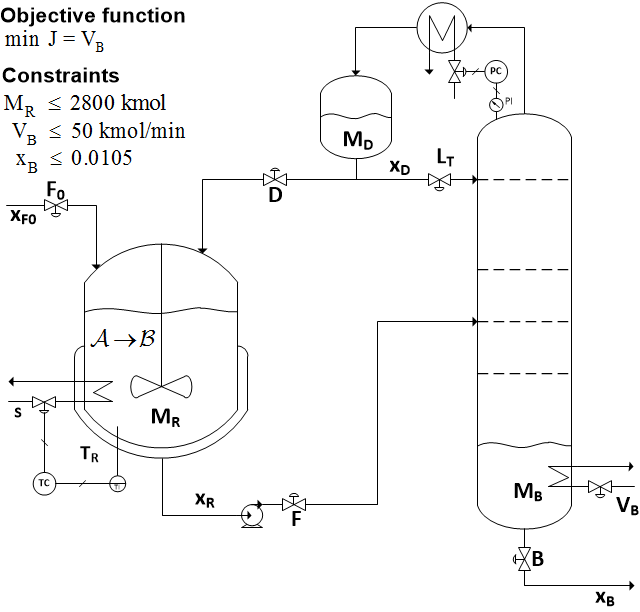 Objective function
min J = V_B
Constraints
M_R ≤ 2800 kmol
V_B ≤ 50 kmol/min
x_B ≤ 0.0105
PC
PI
M_D
x_D
L_T
D
F_0
x_F0
A → B
M_R
s
T_R
TC
TI
x_R
F
M_B
V_B
B
x_B